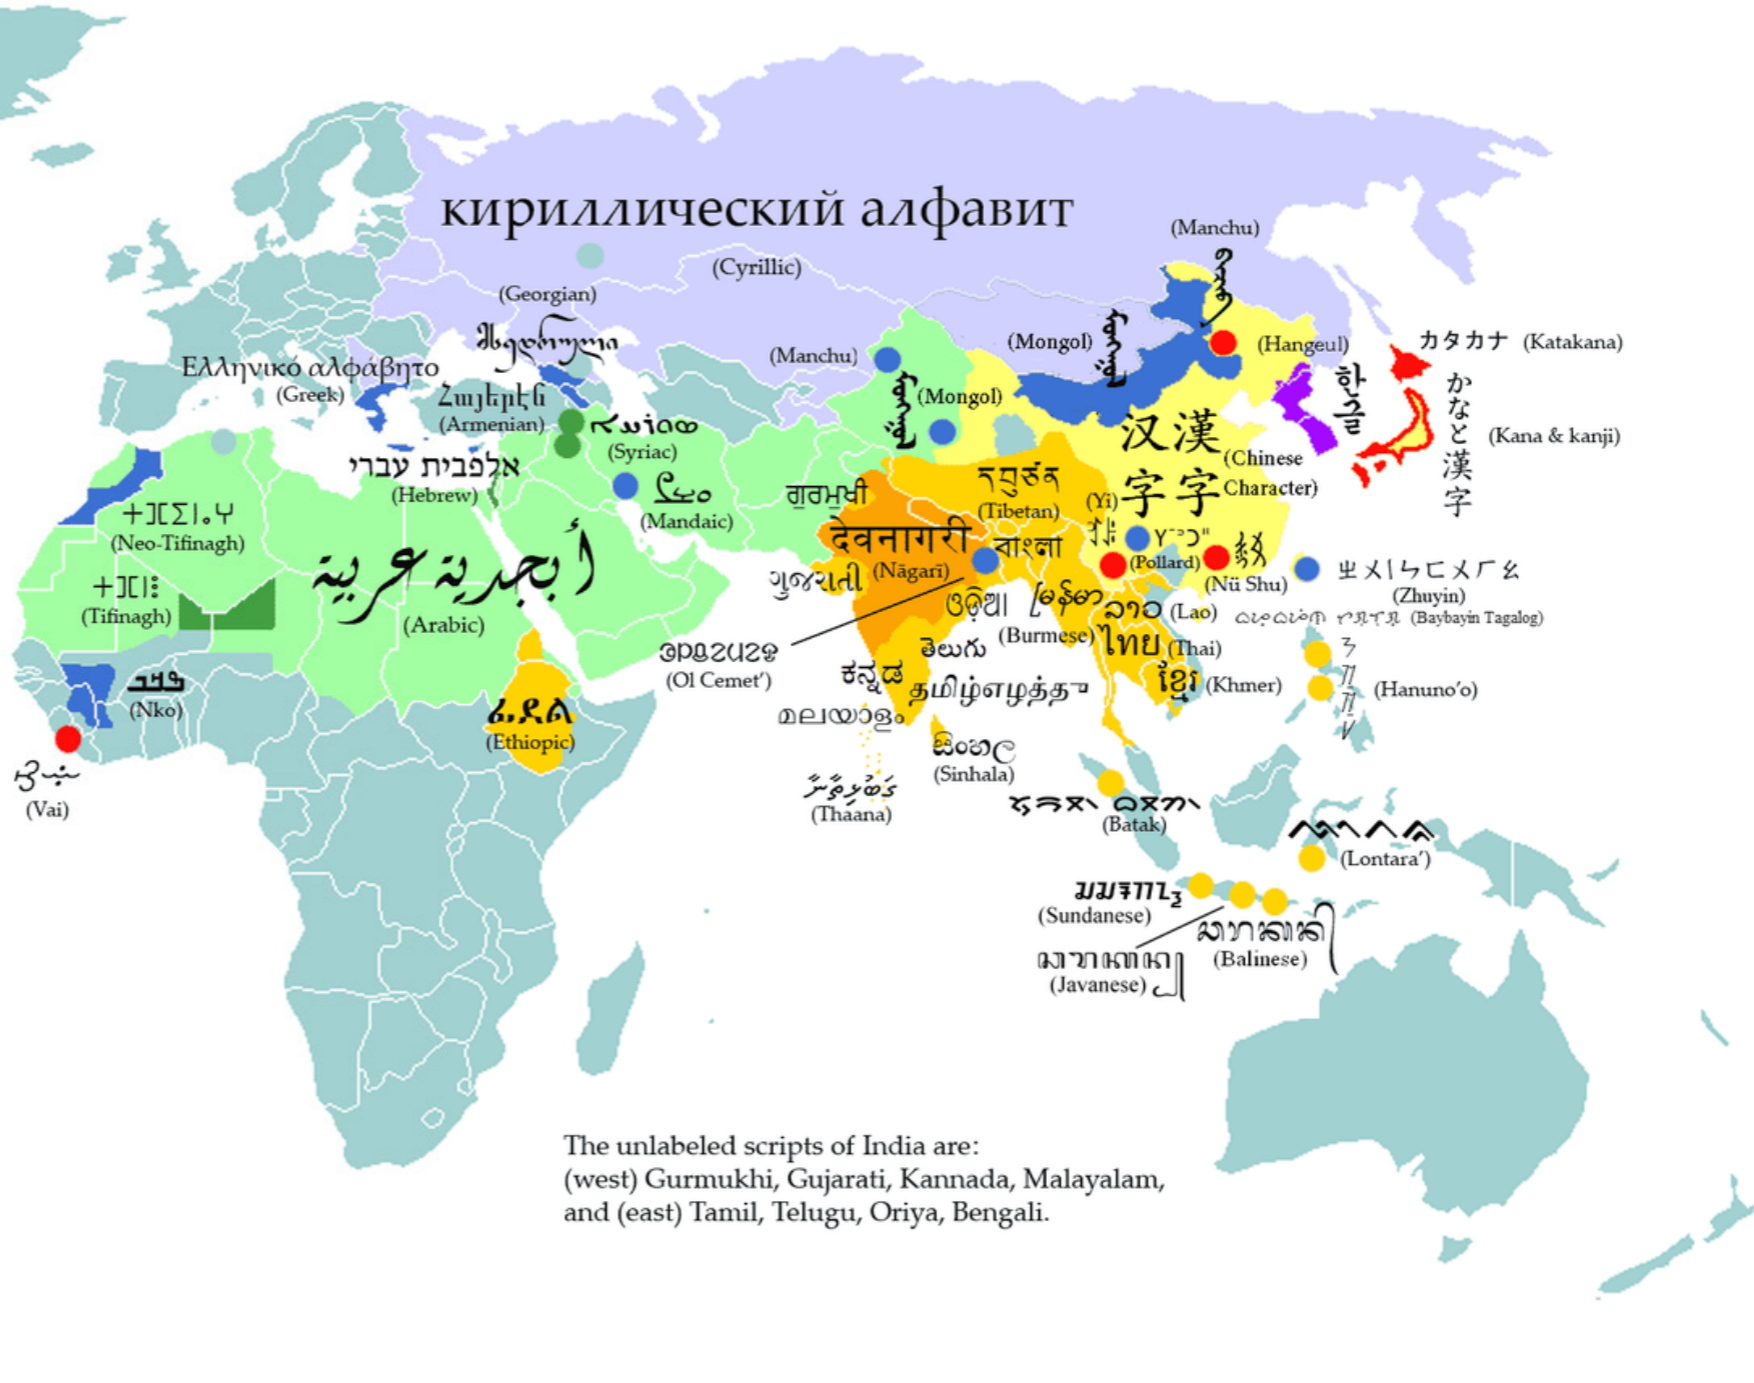 кириллический алфавит
(Cyrillic)
(Manchu)
(Georgian)
(Mongol)
(Hangeul)
カタカナ (Katakana)
(Manchu)
Ελληνικό αλφάβητο
(Greek)
Հայերէն
(Armenian)
(Mongol)
かなと漢字
(Kana & kanji)
汉漢
字字
(Chinese
Character)
(Syriac)
אלפבית עברי
(Hebrew)
(Mandaic)
ਗੁਰਮੁਖੀ
(Tibetan)
(Yi)
(Neo-Tifinagh)
देवनागरी
(Nāgarī)
বাংলা
(Pollard)
(Nü Shu)
ㄓㄨㄧㄣㄈㄨㄏㄠ
(Zhuyin)
(Tifinagh)
أبجدية عربية
(Arabic)
ગુજરાતી
ଓଡ଼ିଆ
(Burmese)
ລາວ (Lao)
(Baybayin Tagalog)
తెలుగు
ไทย (Thai)
(Ol Cemet’)
ಕನ್ನಡ
ខ្មែរ (Khmer)
(Hanuno’o)
(Nko)
ፊደል
(Ethiopic)
മലയാളം
සිංහල
(Sinhala)
(Thaana)
(Vai)
(Batak)
(Lontara’)
(Sundanese)
(Balinese)
(Javanese)
The unlabeled scripts of India are:
(west) Gurmukhi, Gujarati, Kannada, Malayalam,
and (east) Tamil, Telugu, Oriya, Bengali.